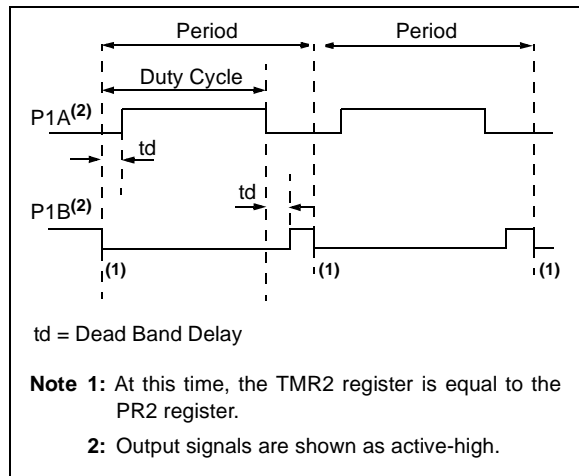 Period Period
Duty Cycle
P1A(2)
td
td
P1B(2)
(1) (1) (1)
td = Dead Band Delay
Note 1: At this time, the TMR2 register is equal to the
PR2 register.
2: Output signals are shown as active-high.